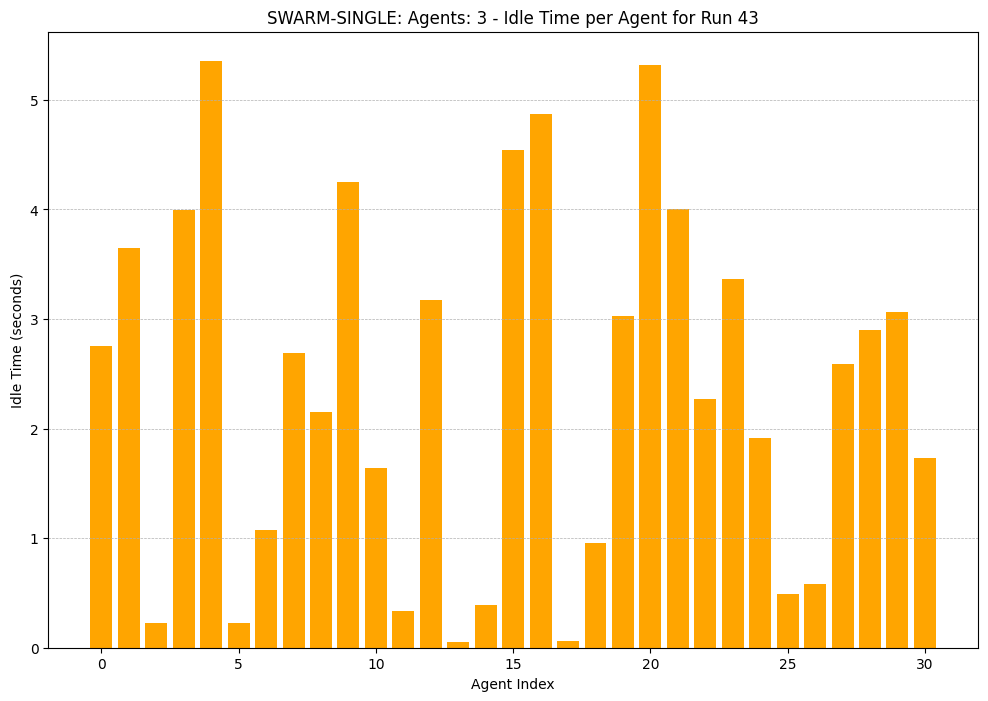 SWARM-SINGLE: Agents: 3 - Idle Time per Agent for Run 43
Idle Time (seconds)
5
4
3
2
1
0
0 5 10 15 20 25 30
Agent Index